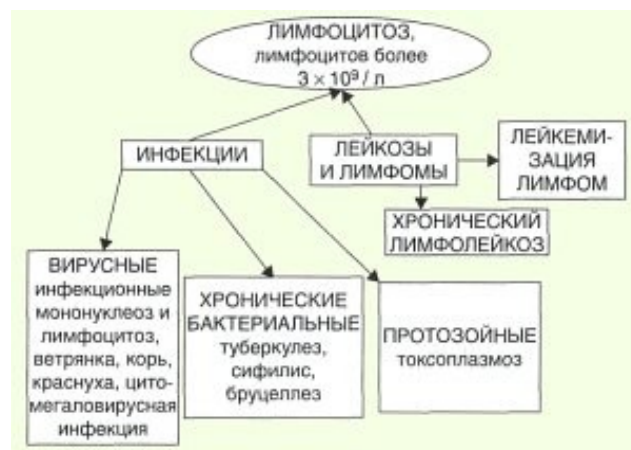 ЛИМФОЦИТОЗ,
лимфоцитов более
3 × 10⁹ / л
ИНФЕКЦИИ
ЛЕЙКОЗЫ
И ЛИМФОМЫ
ЛЕЙКЕМИ-
ЗАЦИЯ
ЛИМФОМ
ХРОНИЧЕСКИЙ
ЛИМФОЛЕЙКОЗ
ВИРУСНЫЕ
инфекционные
мононуклеоз и
лимфоцитоз,
ветрянка, корь,
краснуха, цито-
мегаловирусная
инфекция
ХРОНИЧЕСКИЕ
БАКТЕРИАЛЬНЫЕ
туберкулез,
сифилис,
бруцеллез
ПРОТОЗОЙНЫЕ
токсоплазмоз